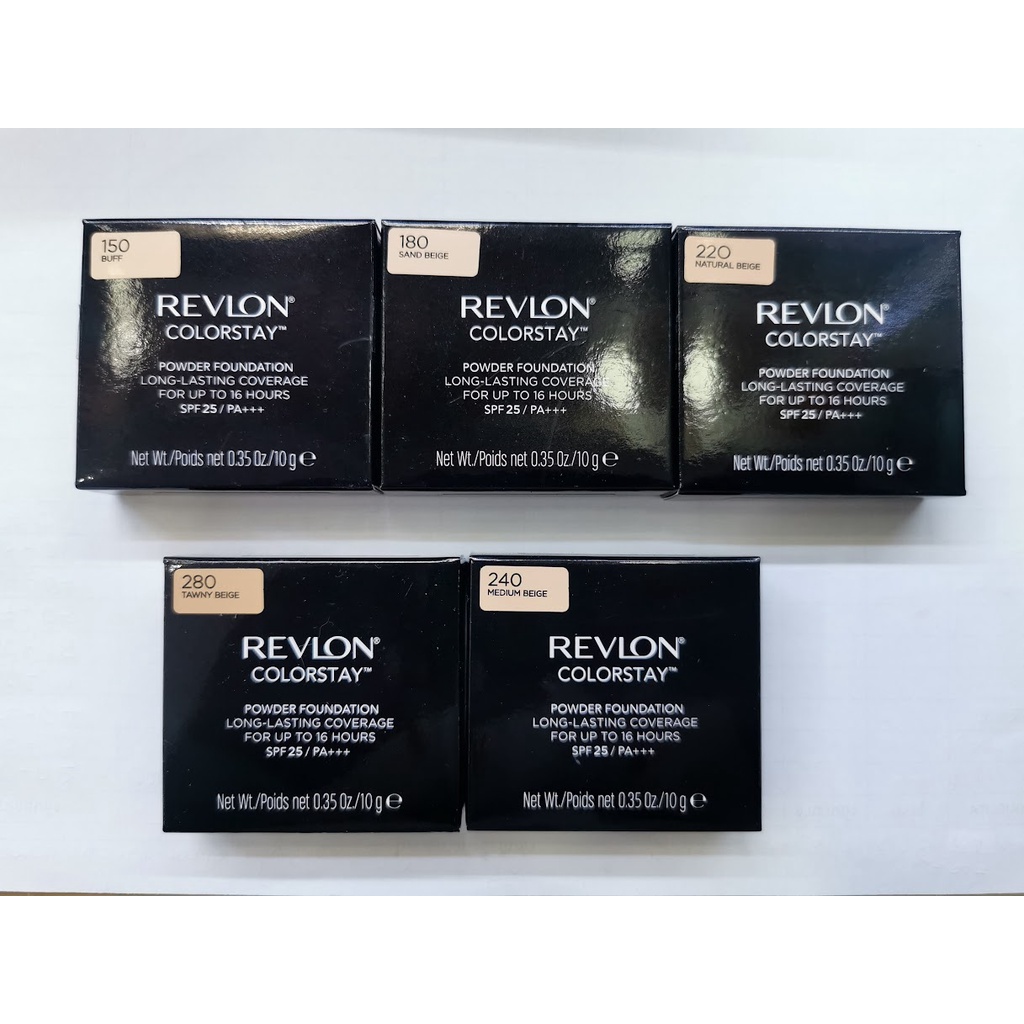 150
BUFF
REVLON®
COLORSTAY™
POWDER FOUNDATION
LONG-LASTING COVERAGE
FOR UP TO 16 HOURS
SPF 25 / PA+++
Net Wt./Poids net 0.35 Oz./10 g ℮
180
SAND BEIGE
REVLON®
COLORSTAY™
POWDER FOUNDATION
LONG-LASTING COVERAGE
FOR UP TO 16 HOURS
SPF 25 / PA+++
Net Wt./Poids net 0.35 Oz./10 g ℮
220
NATURAL BEIGE
REVLON®
COLORSTAY™
POWDER FOUNDATION
LONG-LASTING COVERAGE
FOR UP TO 16 HOURS
SPF 25 / PA+++
Net Wt./Poids net 0.35 Oz./10 g ℮
280
TAWNY BEIGE
REVLON®
COLORSTAY™
POWDER FOUNDATION
LONG-LASTING COVERAGE
FOR UP TO 16 HOURS
SPF 25 / PA+++
Net Wt./Poids net 0.35 Oz./10 g ℮
240
MEDIUM BEIGE
REVLON®
COLORSTAY™
POWDER FOUNDATION
LONG-LASTING COVERAGE
FOR UP TO 16 HOURS
SPF 25 / PA+++
Net Wt./Poids net 0.35 Oz./10 g ℮